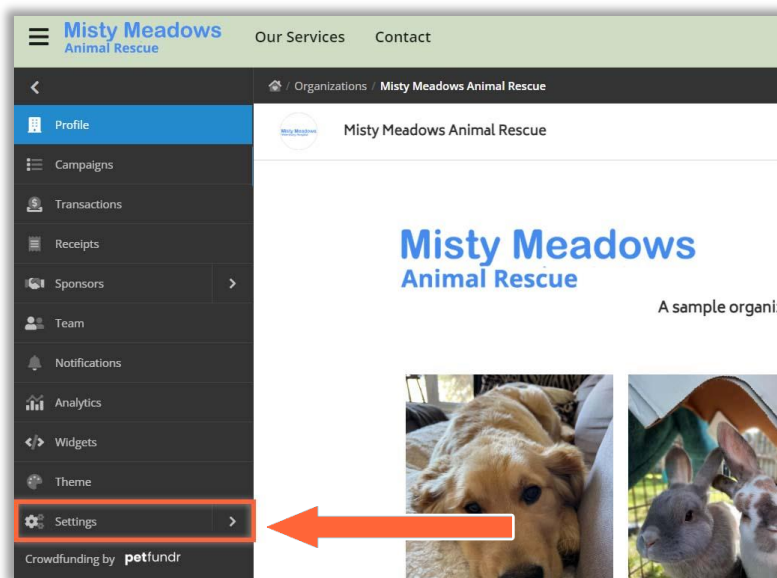 Misty Meadows
Animal Rescue
Our Services Contact
/ Organizations / Misty Meadows Animal Rescue
Profile
Misty Meadows Animal Rescue
Campaigns
Transactions
Receipts
Sponsors
Team
Notifications
Analytics
Widgets
Theme
Settings
Crowdfunding by petfundr
Misty Meadows
Animal Rescue
A sample organi